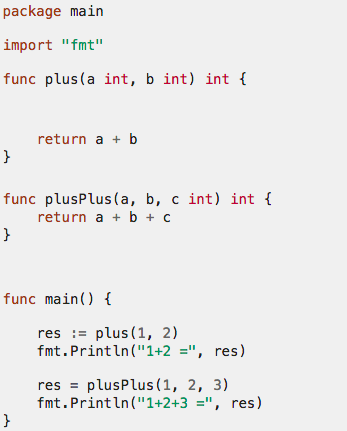 package main
import "fmt"
func plus(a int, b int) int {
    return a + b
}
func plusPlus(a, b, c int) int {
    return a + b + c
}
func main() {
    res := plus(1, 2)
    fmt.Println("1+2 =", res)
    res = plusPlus(1, 2, 3)
    fmt.Println("1+2+3 =", res)
}